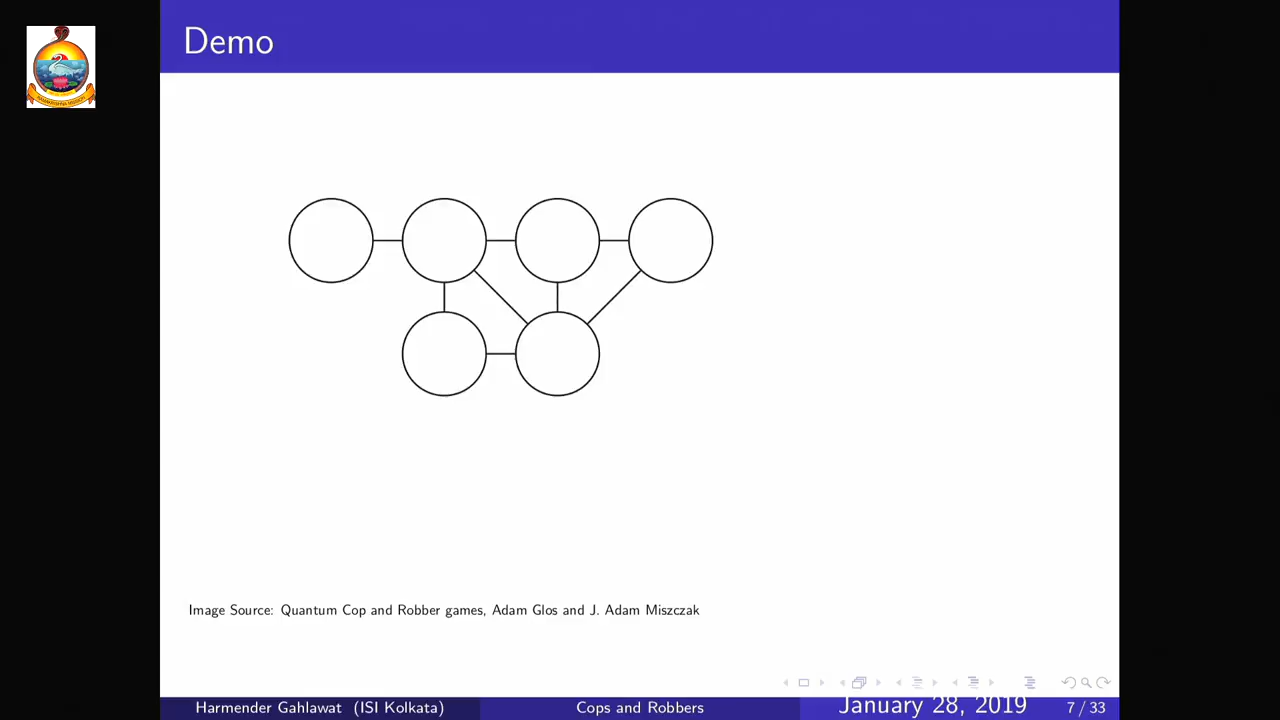 Demo
Image Source: Quantum Cop and Robber games, Adam Glos and J. Adam Miszczak
Harmender Gahlawat (ISI Kolkata) Cops and Robbers January 28, 2019 7 / 33